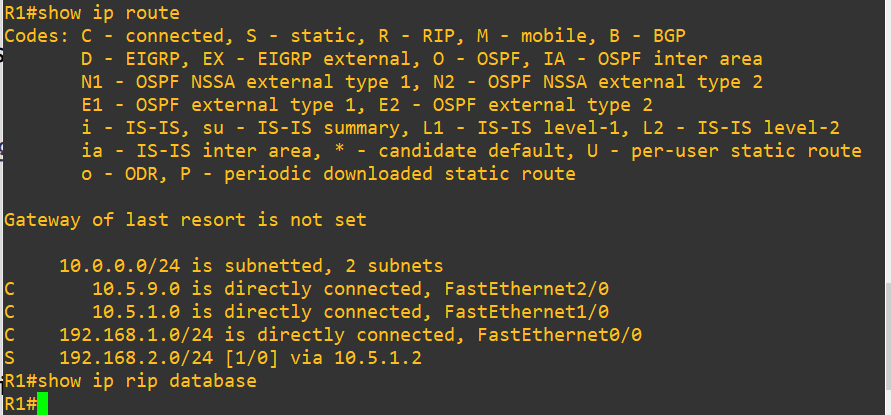 R1#show ip route
Codes: C - connected, S - static, R - RIP, M - mobile, B - BGP
       D - EIGRP, EX - EIGRP external, O - OSPF, IA - OSPF inter area
       N1 - OSPF NSSA external type 1, N2 - OSPF NSSA external type 2
       E1 - OSPF external type 1, E2 - OSPF external type 2
       i - IS-IS, su - IS-IS summary, L1 - IS-IS level-1, L2 - IS-IS level-2
       ia - IS-IS inter area, * - candidate default, U - per-user static route
       o - ODR, P - periodic downloaded static route

Gateway of last resort is not set

     10.0.0.0/24 is subnetted, 2 subnets
C       10.5.9.0 is directly connected, FastEthernet2/0
C       10.5.1.0 is directly connected, FastEthernet1/0
C    192.168.1.0/24 is directly connected, FastEthernet0/0
S    192.168.2.0/24 [1/0] via 10.5.1.2
R1#show ip rip database
R1#